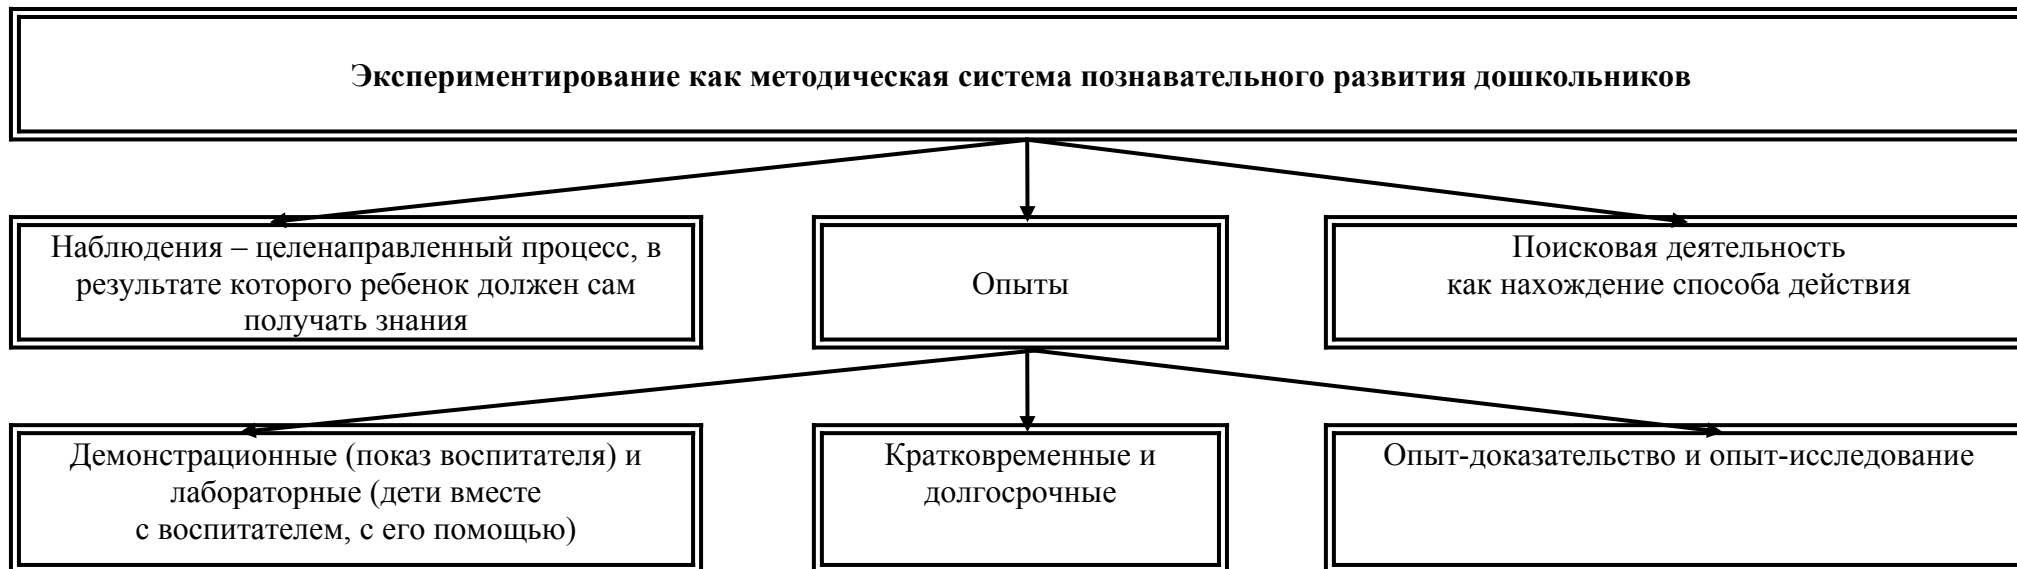 Экспериментирование как методическая система познавательного развития дошкольников
Наблюдения – целенаправленный процесс, в
результате которого ребенок должен сам
получать знания
Опыты
Поисковая деятельность
как нахождение способа действия
Демонстрационные (показ воспитателя) и
лабораторные (дети вместе
с воспитателем, с его помощью)
Кратковременные и
долгосрочные
Опыт-доказательство и опыт-исследование